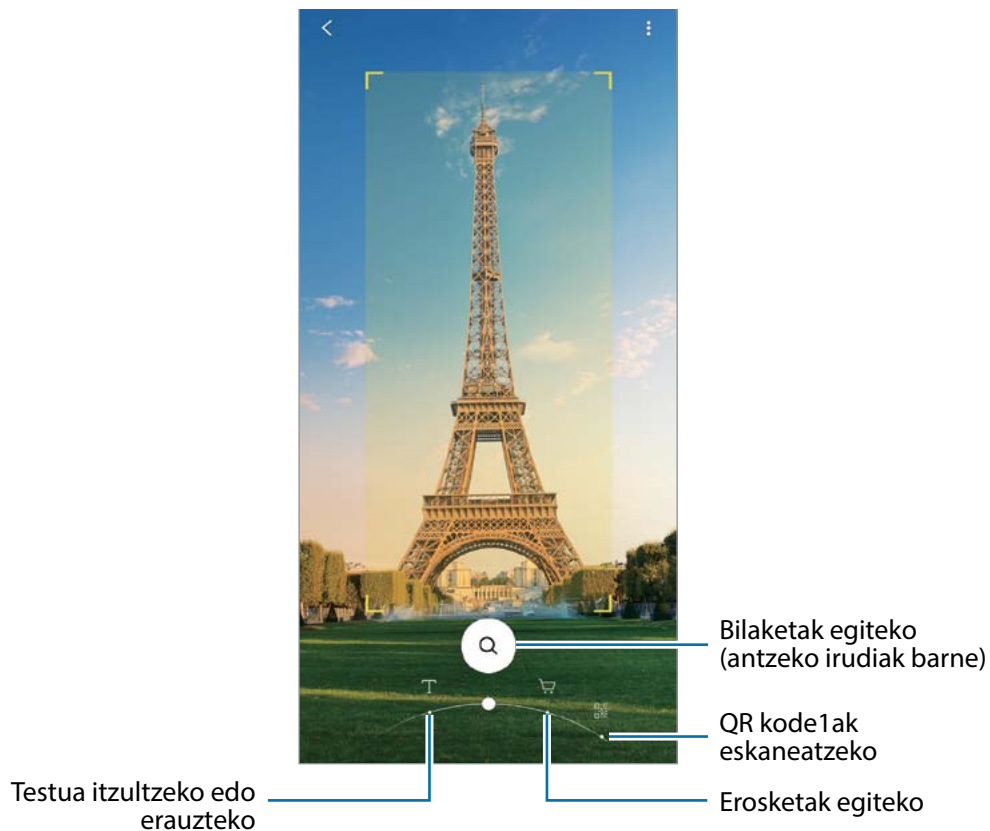 Bilaketak egiteko
(antzeko irudiak barne)
QR kode1ak
eskaneatzeko
Erosketak egiteko
Testua itzultzeko edo
erauzteko